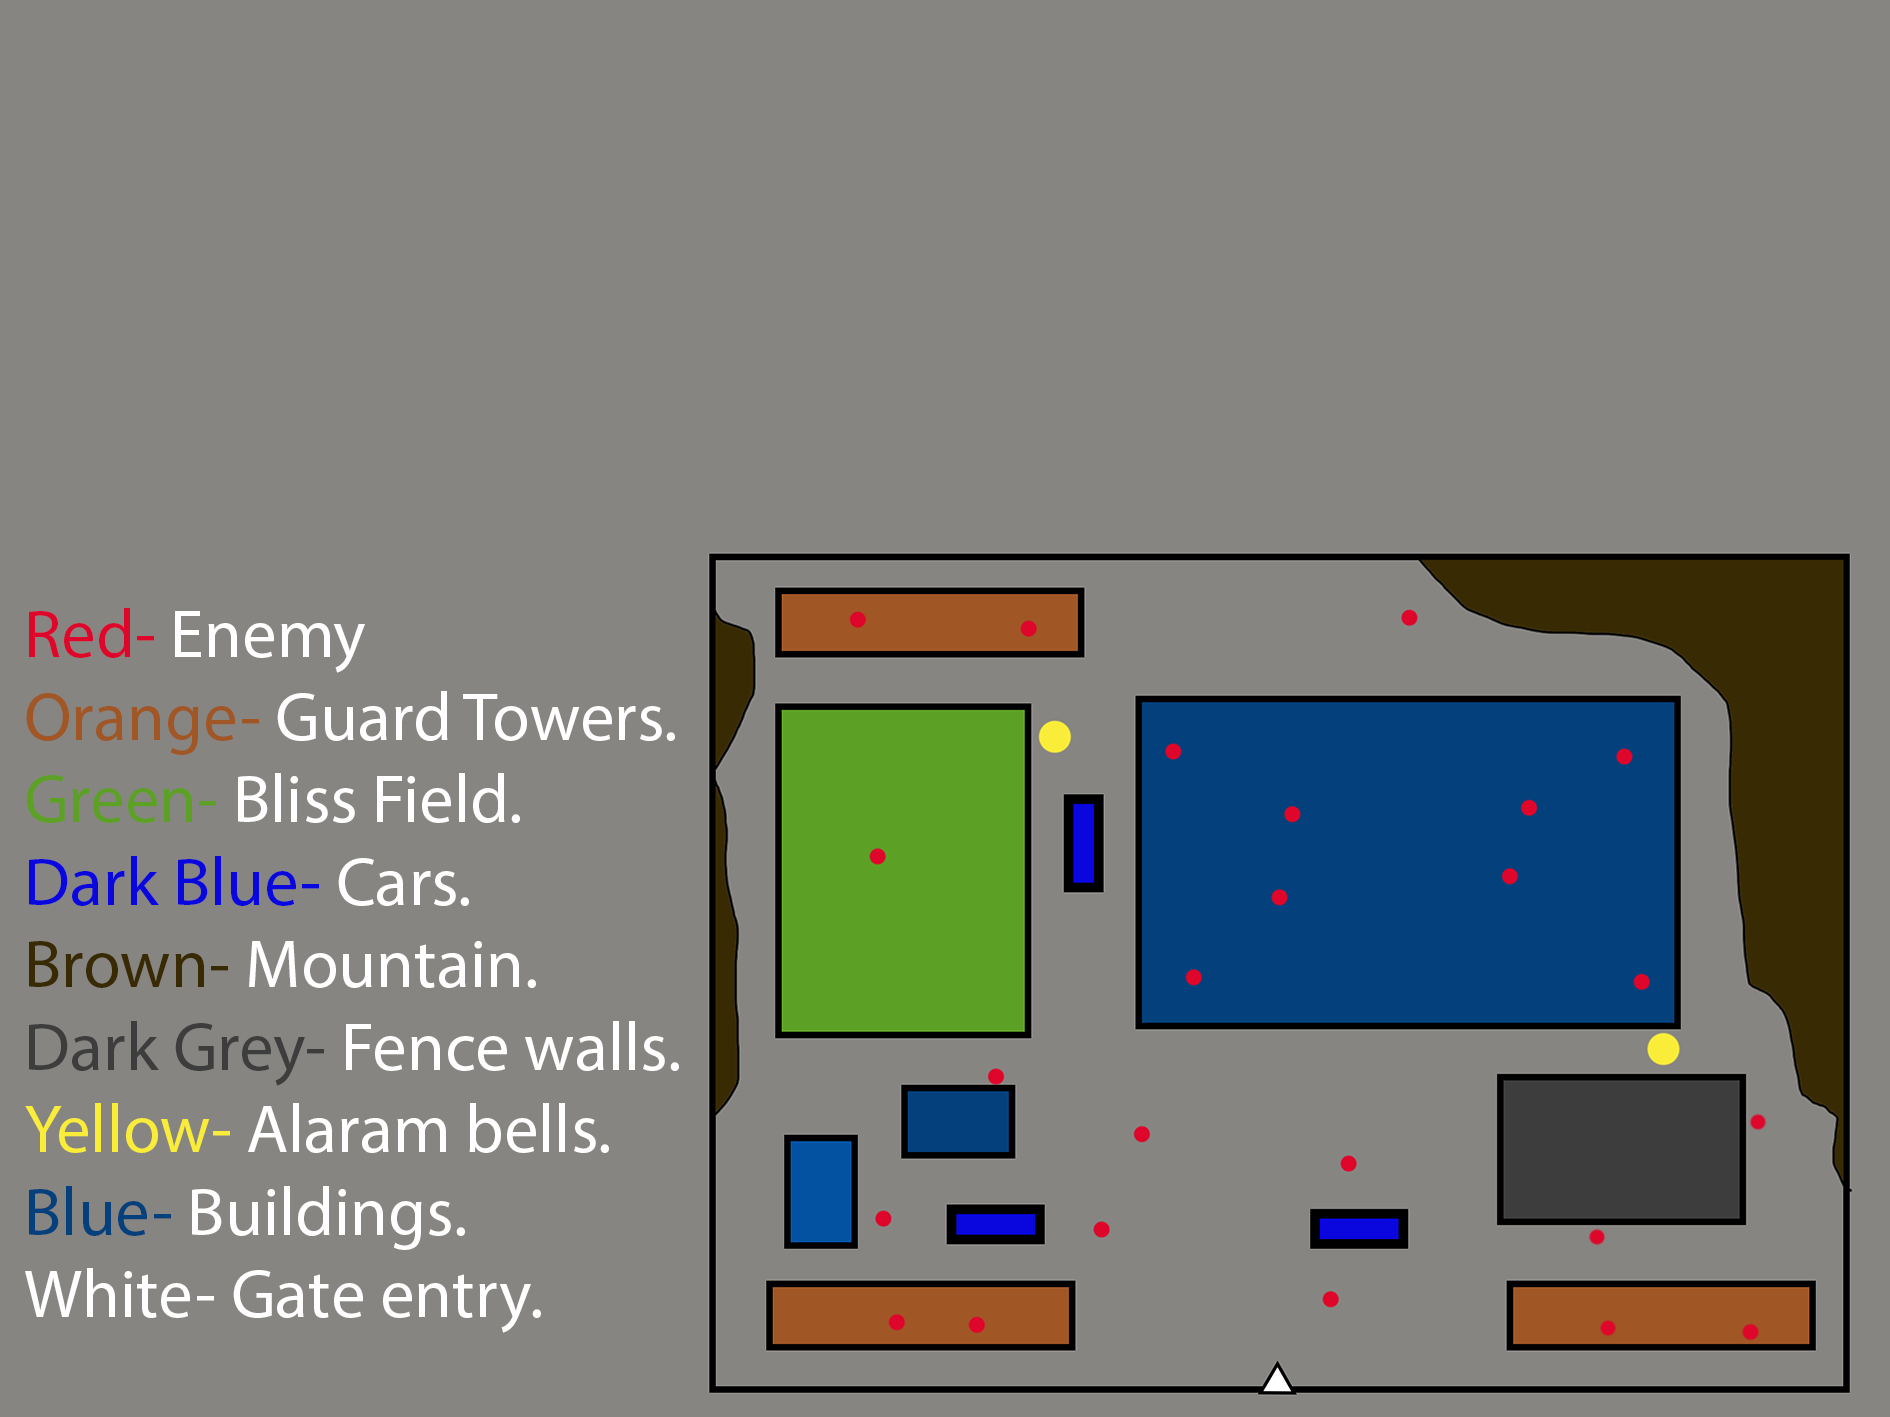 Red- Enemy
Orange- Guard Towers.
Green- Bliss Field.
Dark Blue- Cars.
Brown- Mountain.
Dark Grey- Fence walls.
Yellow- Alaram bells.
Blue- Buildings.
White- Gate entry.